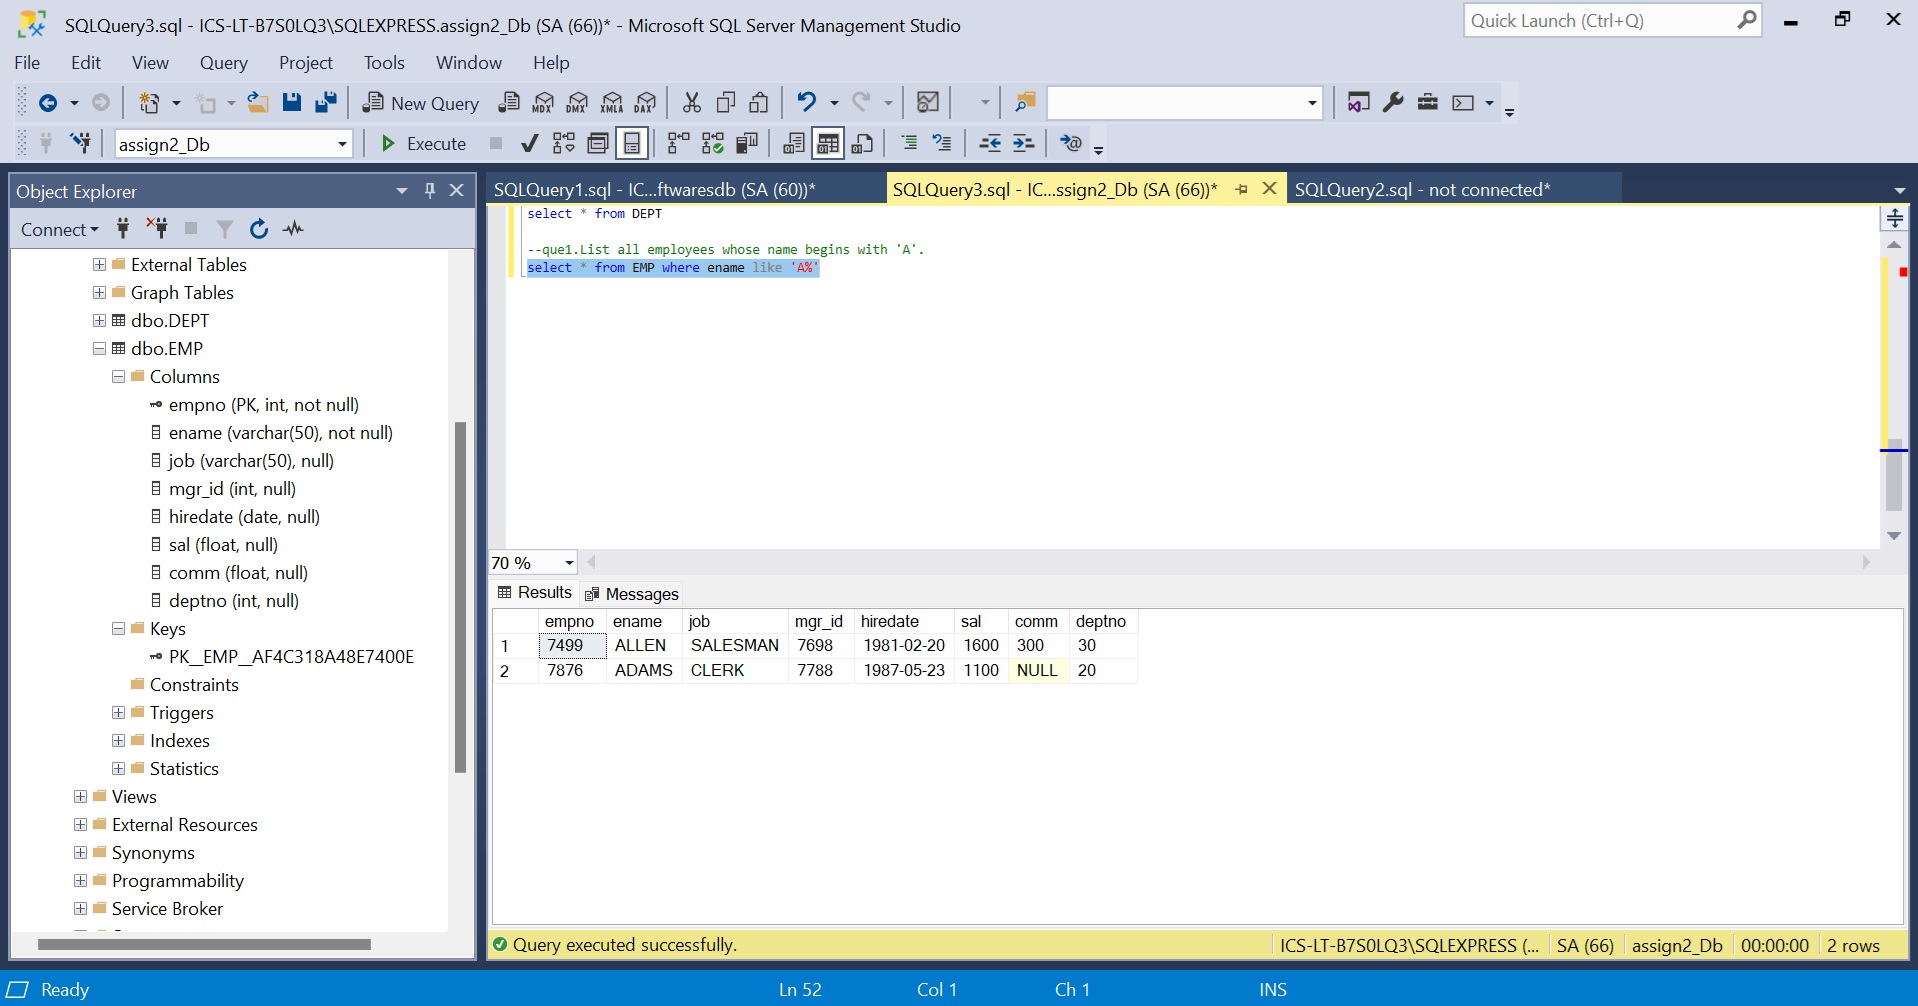 SQLQuery3.sql - ICS-LT-B7S0LQ3\SQLEXPRESS.assign2_Db (SA (66))* - Microsoft SQL Server Management Studio
Quick Launch (Ctrl+Q)
File Edit View Query Project Tools Window Help
New Query MDX DMX XMLA DAX
assign2_Db Execute
Object Explorer
SQLQuery1.sql - IC...ftwaresdb (SA (60))* SQLQuery3.sql - IC...ssign2_Db (SA (66))* SQLQuery2.sql - not connected*
Connect
External Tables
Graph Tables
dbo.DEPT
dbo.EMP
Columns
empno (PK, int, not null)
ename (varchar(50), not null)
job (varchar(50), null)
mgr_id (int, null)
hiredate (date, null)
sal (float, null)
comm (float, null)
deptno (int, null)
Keys
PK__EMP__AF4C318A48E7400E
Constraints
Triggers
Indexes
Statistics
Views
External Resources
Synonyms
Programmability
Service Broker
select * from DEPT
--que1.List all employees whose name begins with 'A'.
select * from EMP where ename like 'A%'
70 %
Results Messages
empno ename job mgr_id hiredate sal comm deptno
1 7499 ALLEN SALESMAN 7698 1981-02-20 1600 300 30
2 7876 ADAMS CLERK 7788 1987-05-23 1100 NULL 20
Query executed successfully. ICS-LT-B7S0LQ3\SQLEXPRESS (... SA (66) assign2_Db 00:00:00 2 rows
Ready Ln 52 Col 1 Ch 1 INS